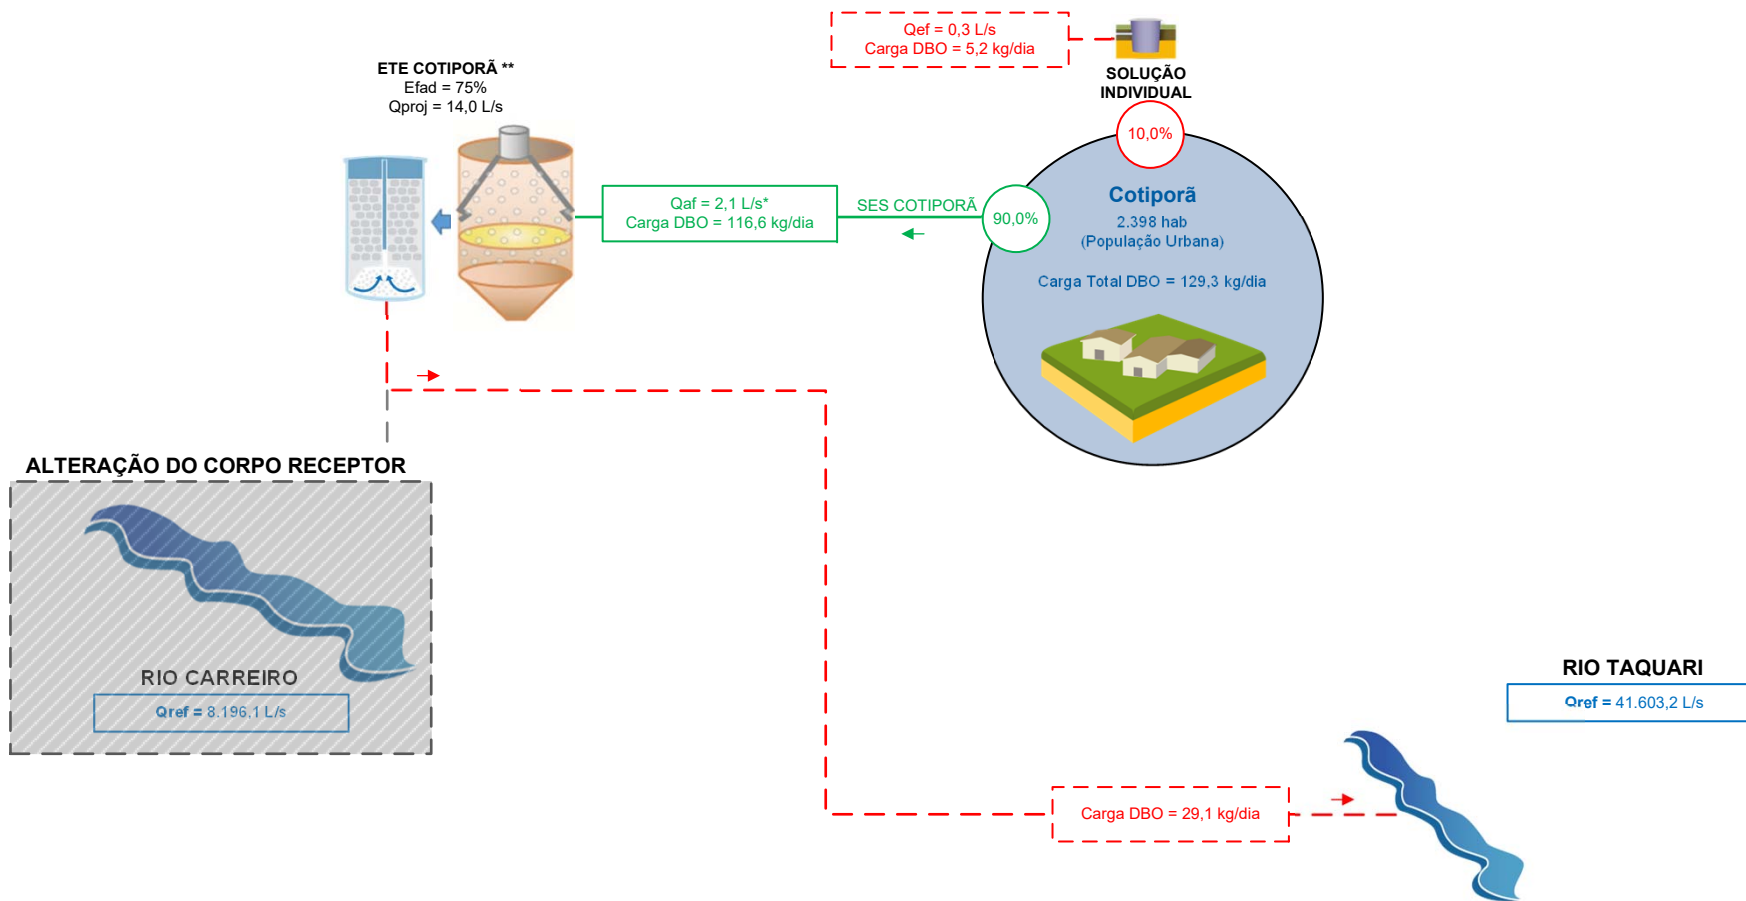 Qef = 0,3 L/s
Carga DBO = 5,2 kg/dia
SOLUÇÃO
INDIVIDUAL
ETE COTIPORÃ **
Efad = 75%
Qproj = 14,0 L/s
10,0%
Qaf = 2,1 L/s*
Carga DBO = 116,6 kg/dia
SES COTIPORÃ
90,0%
Cotiporã
2.398 hab
(População Urbana)
Carga Total DBO = 129,3 kg/dia
ALTERAÇÃO DO CORPO RECEPTOR
RIO CARREIRO
Qref = 8.196,1 L/s
RIO TAQUARI
Qref = 41.603,2 L/s
Carga DBO = 29,1 kg/dia